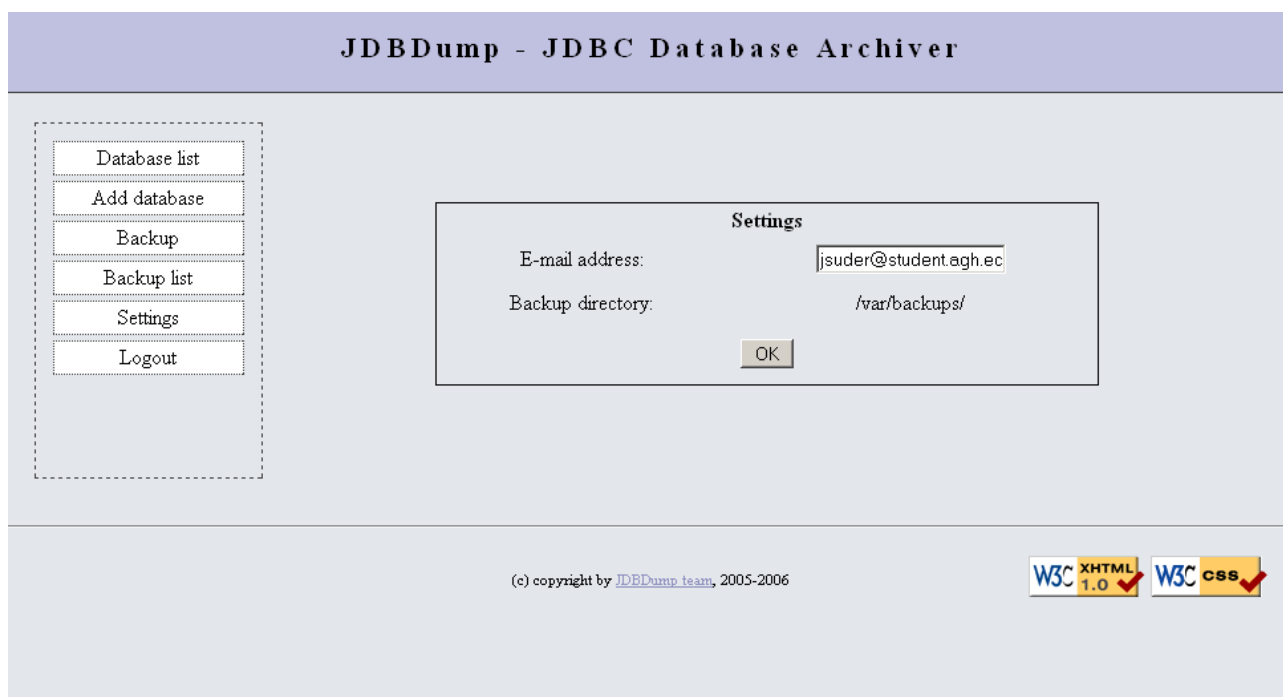 JDBDump - JDBC Database Archiver
Database list
Add database
Backup
Backup list
Settings
Logout
Settings
E-mail address: jsuder@student.agh.ec
Backup directory: /var/backups/
OK
(c) copyright by JDBDump team, 2005-2006
W3C XHTML 1.0
W3C css